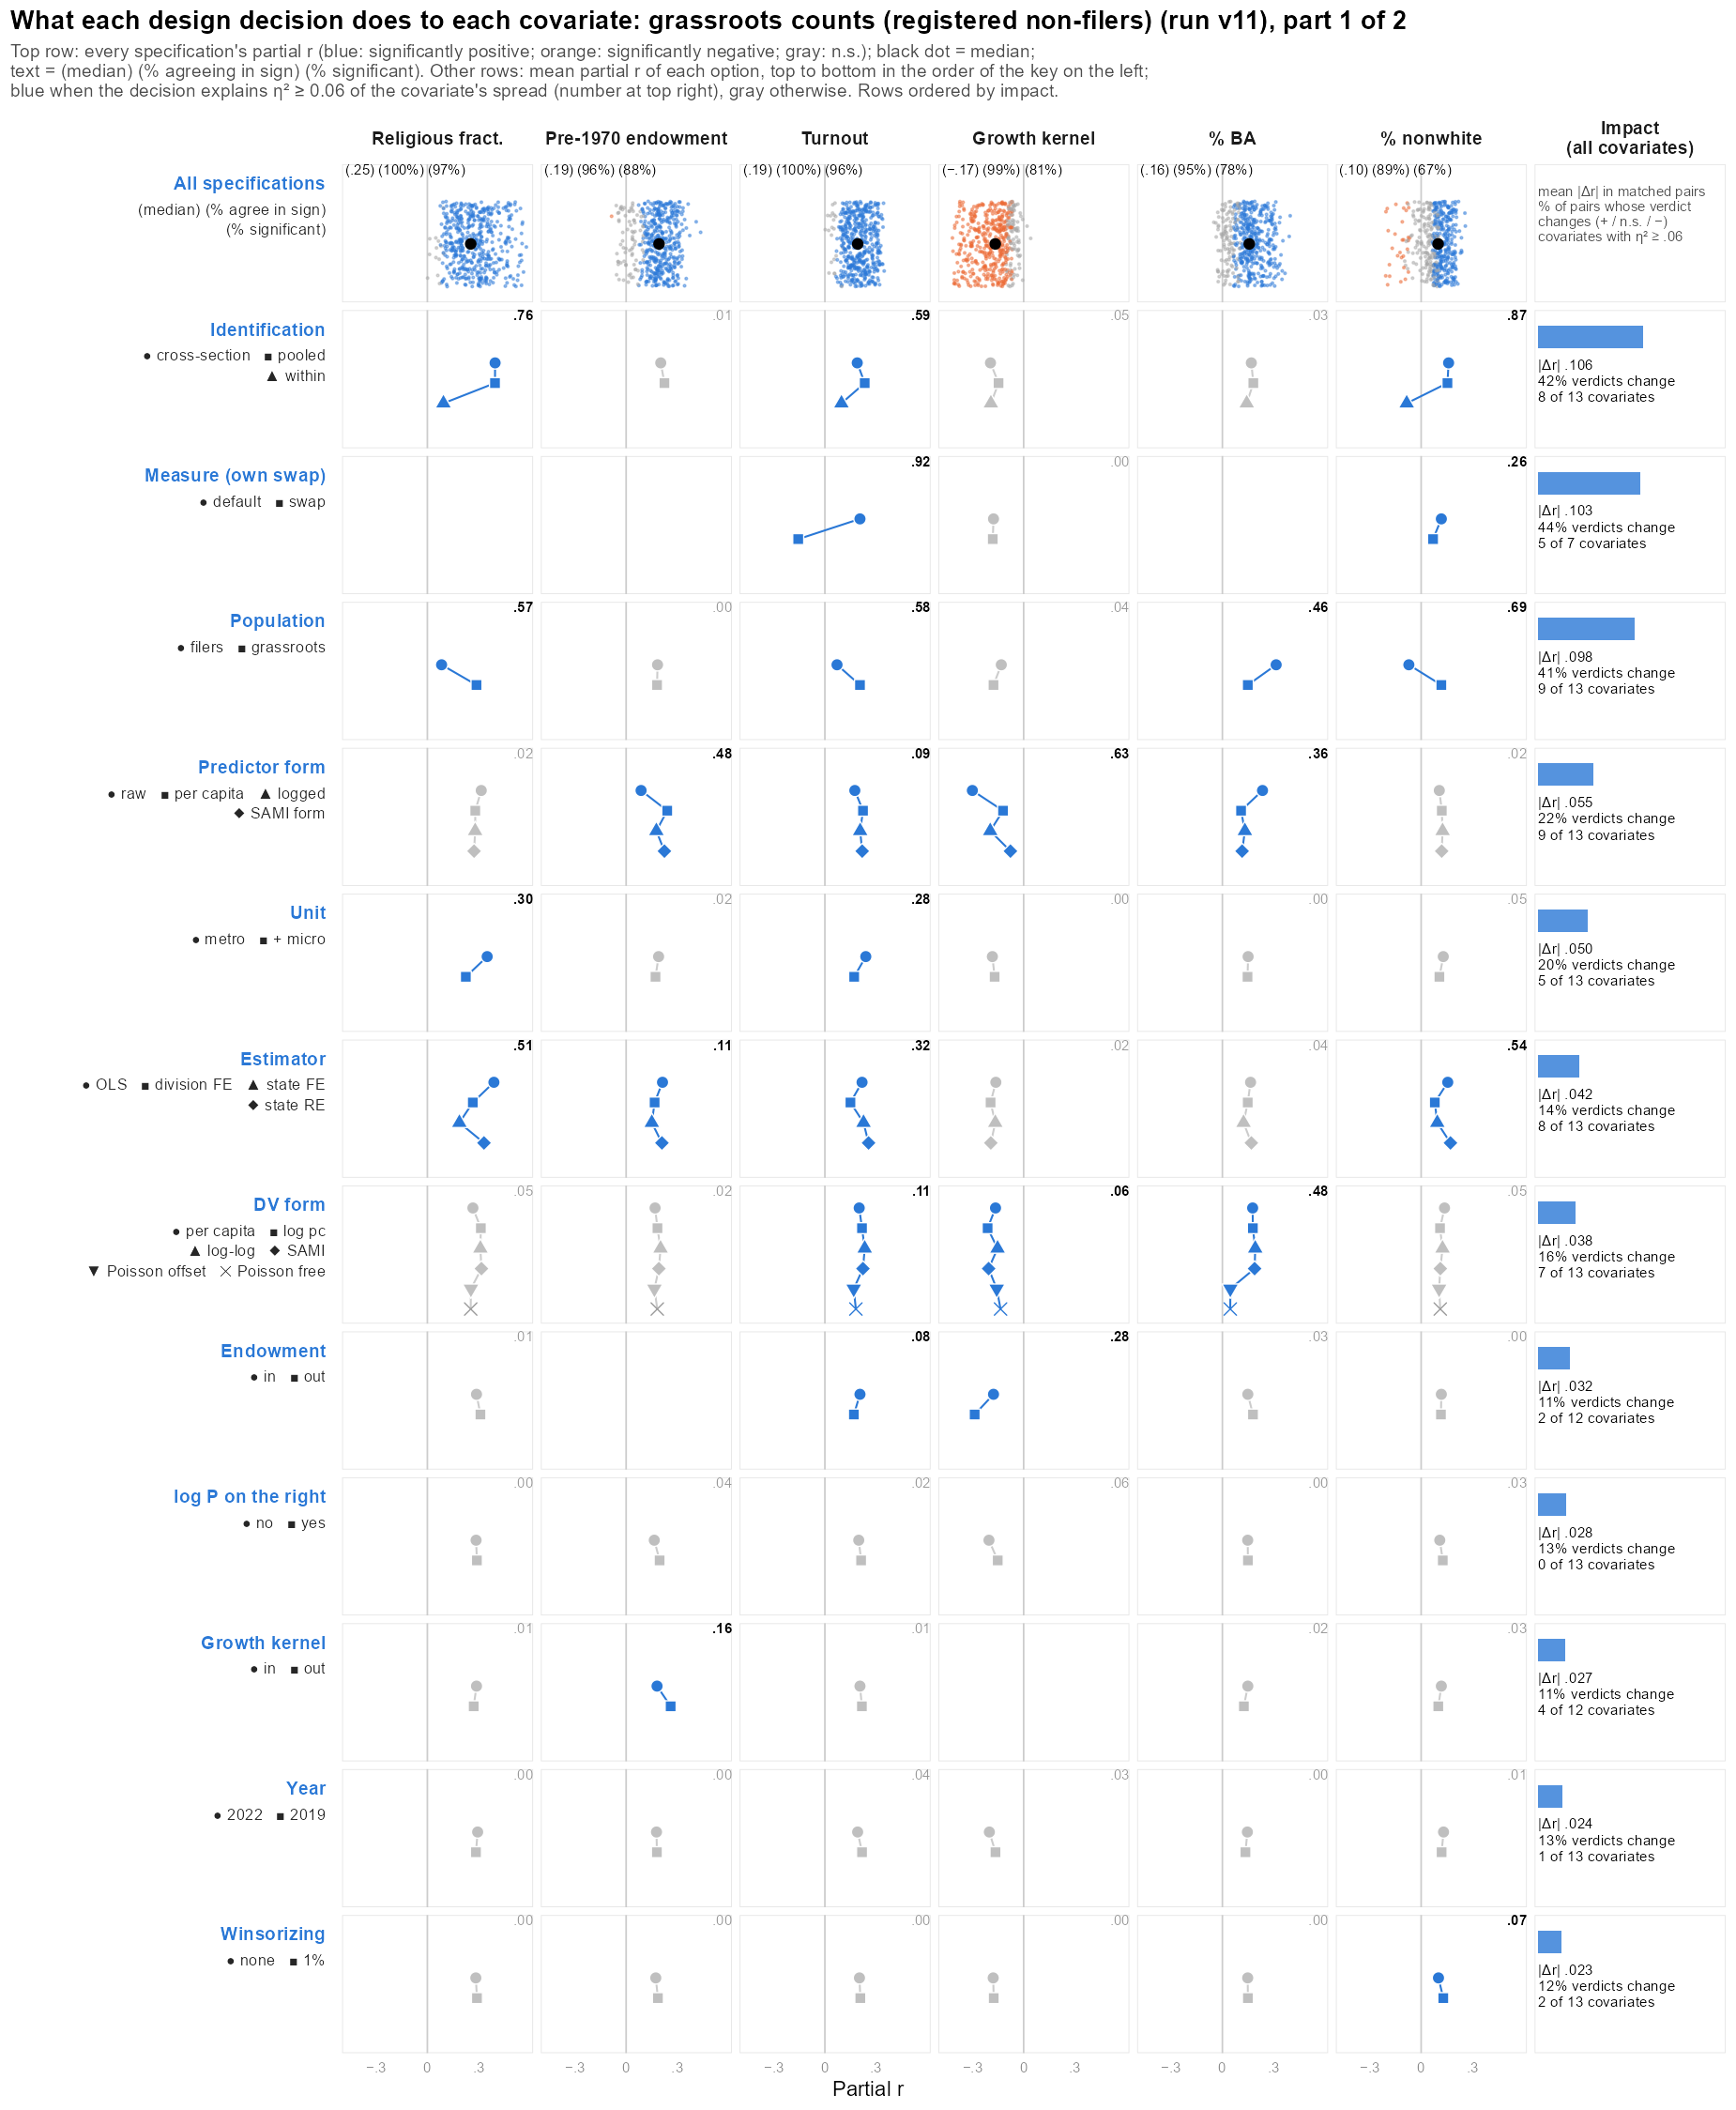 What each design decision does to each covariate: grassroots counts (registered non-filers) (run v11), part 1 of 2
Top row: every specification's partial r (blue: significantly positive; orange: significantly negative; gray: n.s.); black dot = median;
text = (median) (% agreeing in sign) (% significant). Other rows: mean partial r of each option, top to bottom in the order of the key on the left;
blue when the decision explains η² ≥ 0.06 of the covariate's spread (number at top right), gray otherwise. Rows ordered by impact.
Religious fract. Pre-1970 endowment Turnout Growth kernel % BA % nonwhite Impact
(all covariates)
(.25) (100%) (97%) (.19) (96%) (88%) (.19) (100%) (96%) (−.17) (99%) (81%) (.16) (95%) (78%) (.10) (89%) (67%)
All specifications
(median) (% agree in sign)
(% significant)
mean |Δr| in matched pairs
% of pairs whose verdict
changes (+ / n.s. / −)
covariates with η² ≥ .06
Identification
● cross-section ■ pooled
▲ within
.76 .01 .59 .05 .03 .87
|Δr| .106
42% verdicts change
8 of 13 covariates
Measure (own swap)
● default ■ swap
.92 .00 .26
|Δr| .103
44% verdicts change
5 of 7 covariates
Population
● filers ■ grassroots
.57 .00 .58 .04 .46 .69
|Δr| .098
41% verdicts change
9 of 13 covariates
Predictor form
● raw ■ per capita ▲ logged
◆ SAMI form
.02 .48 .09 .63 .36 .02
|Δr| .055
22% verdicts change
9 of 13 covariates
Unit
● metro ■ + micro
.30 .02 .28 .00 .00 .05
|Δr| .050
20% verdicts change
5 of 13 covariates
Estimator
● OLS ■ division FE ▲ state FE
◆ state RE
.51 .11 .32 .02 .04 .54
|Δr| .042
14% verdicts change
8 of 13 covariates
DV form
● per capita ■ log pc
▲ log-log ◆ SAMI
▼ Poisson offset ✕ Poisson free
.05 .02 .11 .06 .48 .05
|Δr| .038
16% verdicts change
7 of 13 covariates
Endowment
● in ■ out
.01 .08 .28 .03 .00
|Δr| .032
11% verdicts change
2 of 12 covariates
log P on the right
● no ■ yes
.00 .04 .02 .06 .00 .03
|Δr| .028
13% verdicts change
0 of 13 covariates
Growth kernel
● in ■ out
.01 .16 .01 .02 .03
|Δr| .027
11% verdicts change
4 of 12 covariates
Year
● 2022 ■ 2019
.00 .00 .04 .03 .00 .01
|Δr| .024
13% verdicts change
1 of 13 covariates
Winsorizing
● none ■ 1%
.00 .00 .00 .00 .00 .07
|Δr| .023
12% verdicts change
2 of 13 covariates
−.3 0 .3 −.3 0 .3 −.3 0 .3 −.3 0 .3 −.3 0 .3 −.3 0 .3
Partial r